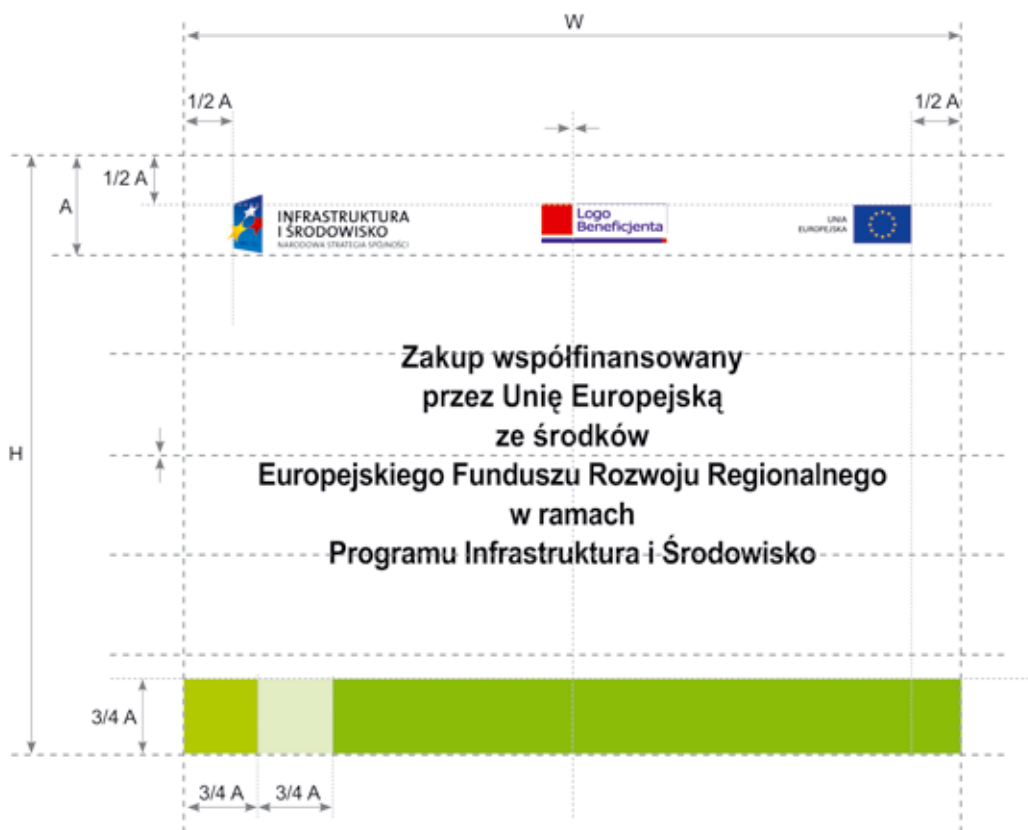 W
1/2 A
1/2 A
1/2 A
A
INFRASTRUKTURA
I ŚRODOWISKO
NARODOWA STRATEGIA SPÓJNOŚCI
Logo
Beneficjenta
UNIA
EUROPEJSKA
Zakup współfinansowany
przez Unię Europejską
ze środków
H
Europejskiego Funduszu Rozwoju Regionalnego
w ramach
Programu Infrastruktura i Środowisko
3/4 A
3/4 A
3/4 A